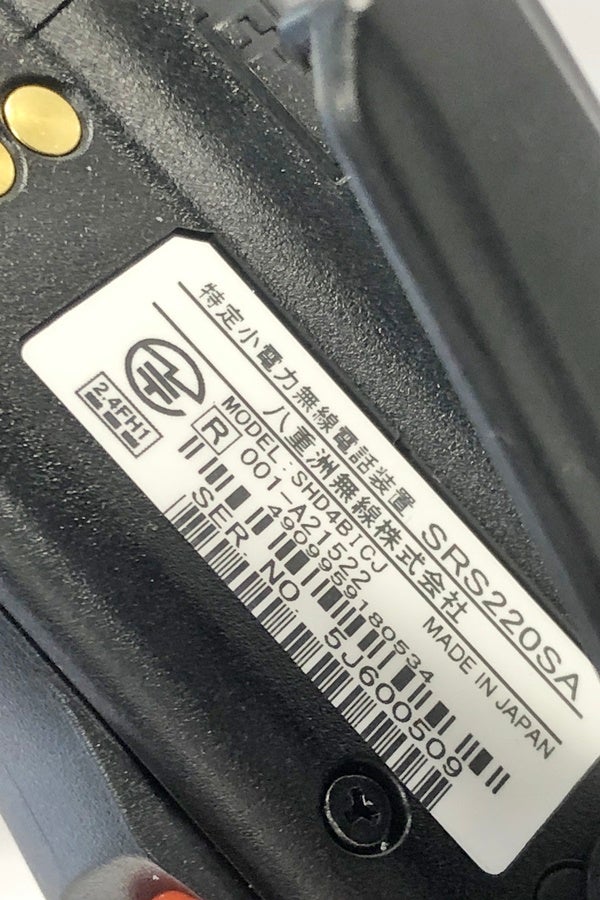 特定小電力無線電話装置 SRS220SA
八重洲無線株式会社
MODEL : SHD4BICJ MADE IN JAPAN
R 001-A21522
2.4FH1
4909959180534
SER. NO. 5J600509